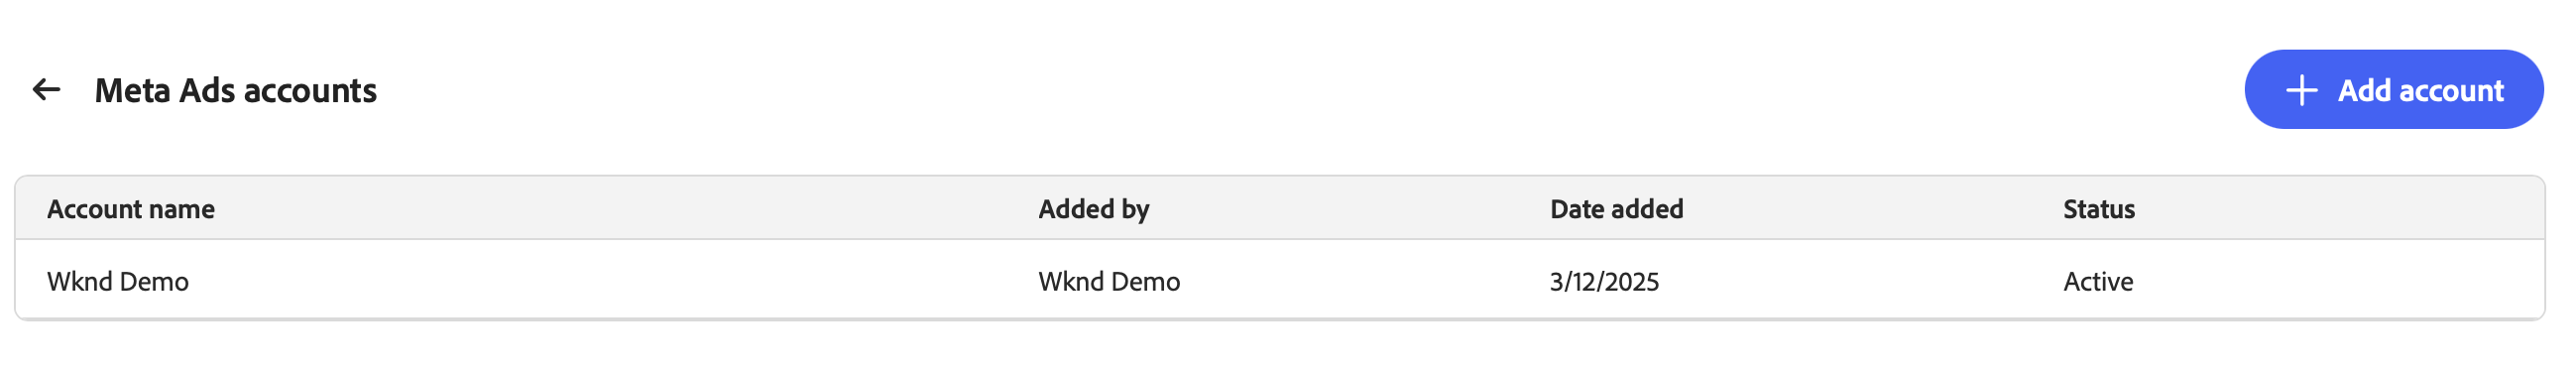 Meta Ads accounts
Add account
Account name Added by Date added Status
Wknd Demo Wknd Demo 3/12/2025 Active